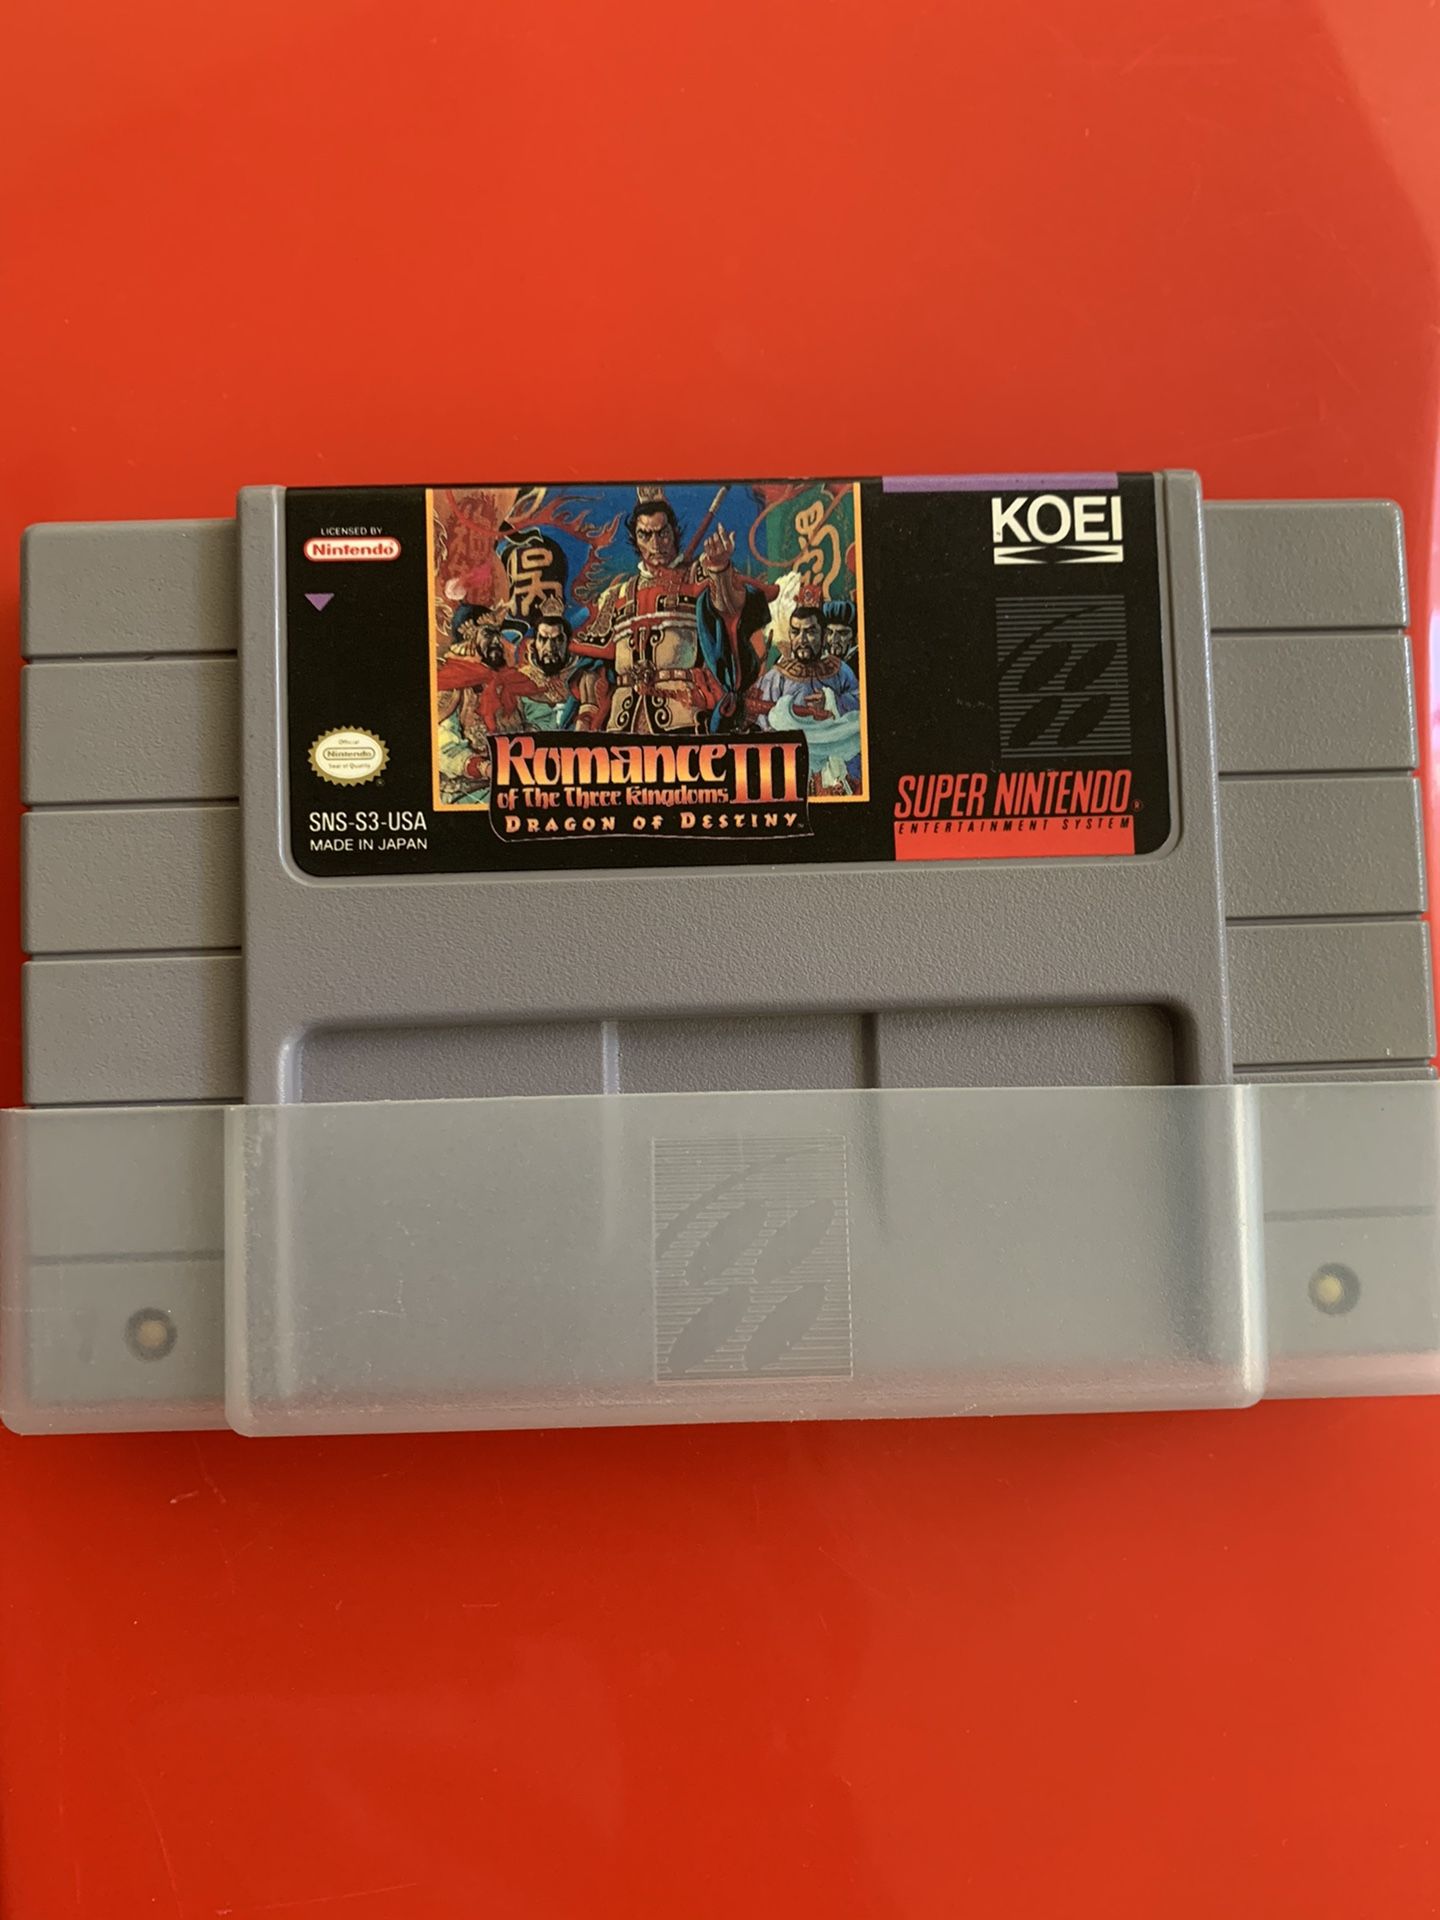 LICENSED BY
Nintendo
KOEI
吳
Official
Nintendo
Seal of Quality
Romance III
of The Three Kingdoms
DRAGON OF DESTINY
SNS-S3-USA
MADE IN JAPAN
SUPER NINTENDO®
ENTERTAINMENT SYSTEM